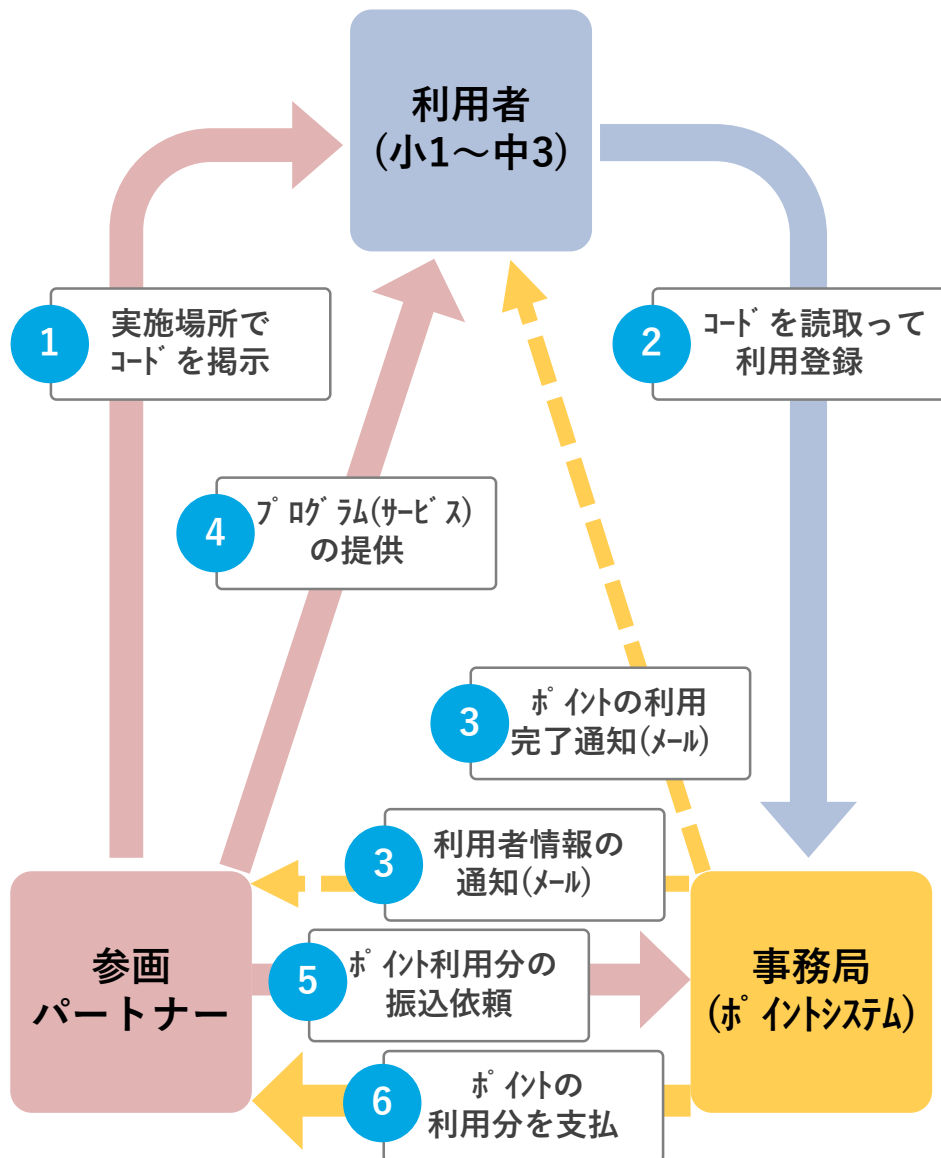 利用者
(小1～中3)
1
実施場所で
ｺｰﾄﾞを掲示
2
ｺｰﾄﾞを読取って
利用登録
4
ﾌﾟﾛｸﾞﾗﾑ(ｻｰﾋﾞｽ)
の提供
3
ﾎﾟｲﾝﾄの利用
完了通知(ﾒｰﾙ)
3
利用者情報の
通知(ﾒｰﾙ)
参画
パートナー
5
ﾎﾟｲﾝﾄ利用分の
振込依頼
事務局
(ﾎﾟｲﾝﾄｼｽﾃﾑ)
6
ﾎﾟｲﾝﾄの
利用分を支払